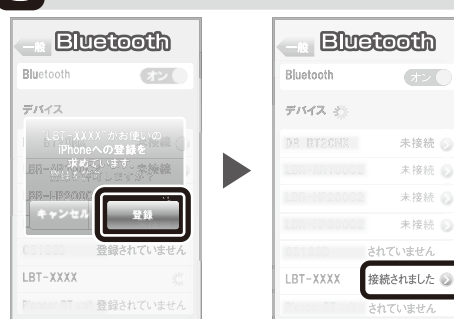 一般
Bluetooth
Bluetooth
オン
デバイス
"LBT-XXXX"がお使いの
iPhoneへの登録を
求めています。
キャンセル
登録
登録されていません
LBT-XXXX
登録されていません
一般
Bluetooth
Bluetooth
オン
デバイス
未接続
未接続
未接続
未接続
されていません
LBT-XXXX
接続されました
されていません